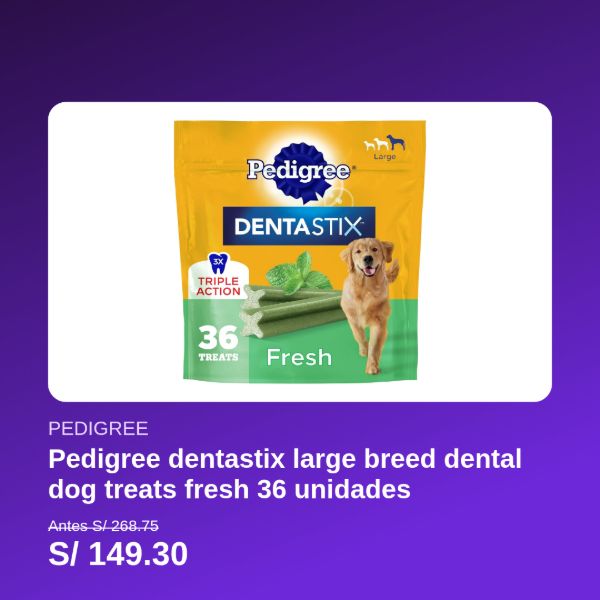 Large
Pedigree
DENTASTIX™
3X
TRIPLE
ACTION
36
TREATS
Fresh
PEDIGREE
Pedigree dentastix large breed dental
dog treats fresh 36 unidades
Antes S/ 268.75
S/ 149.30